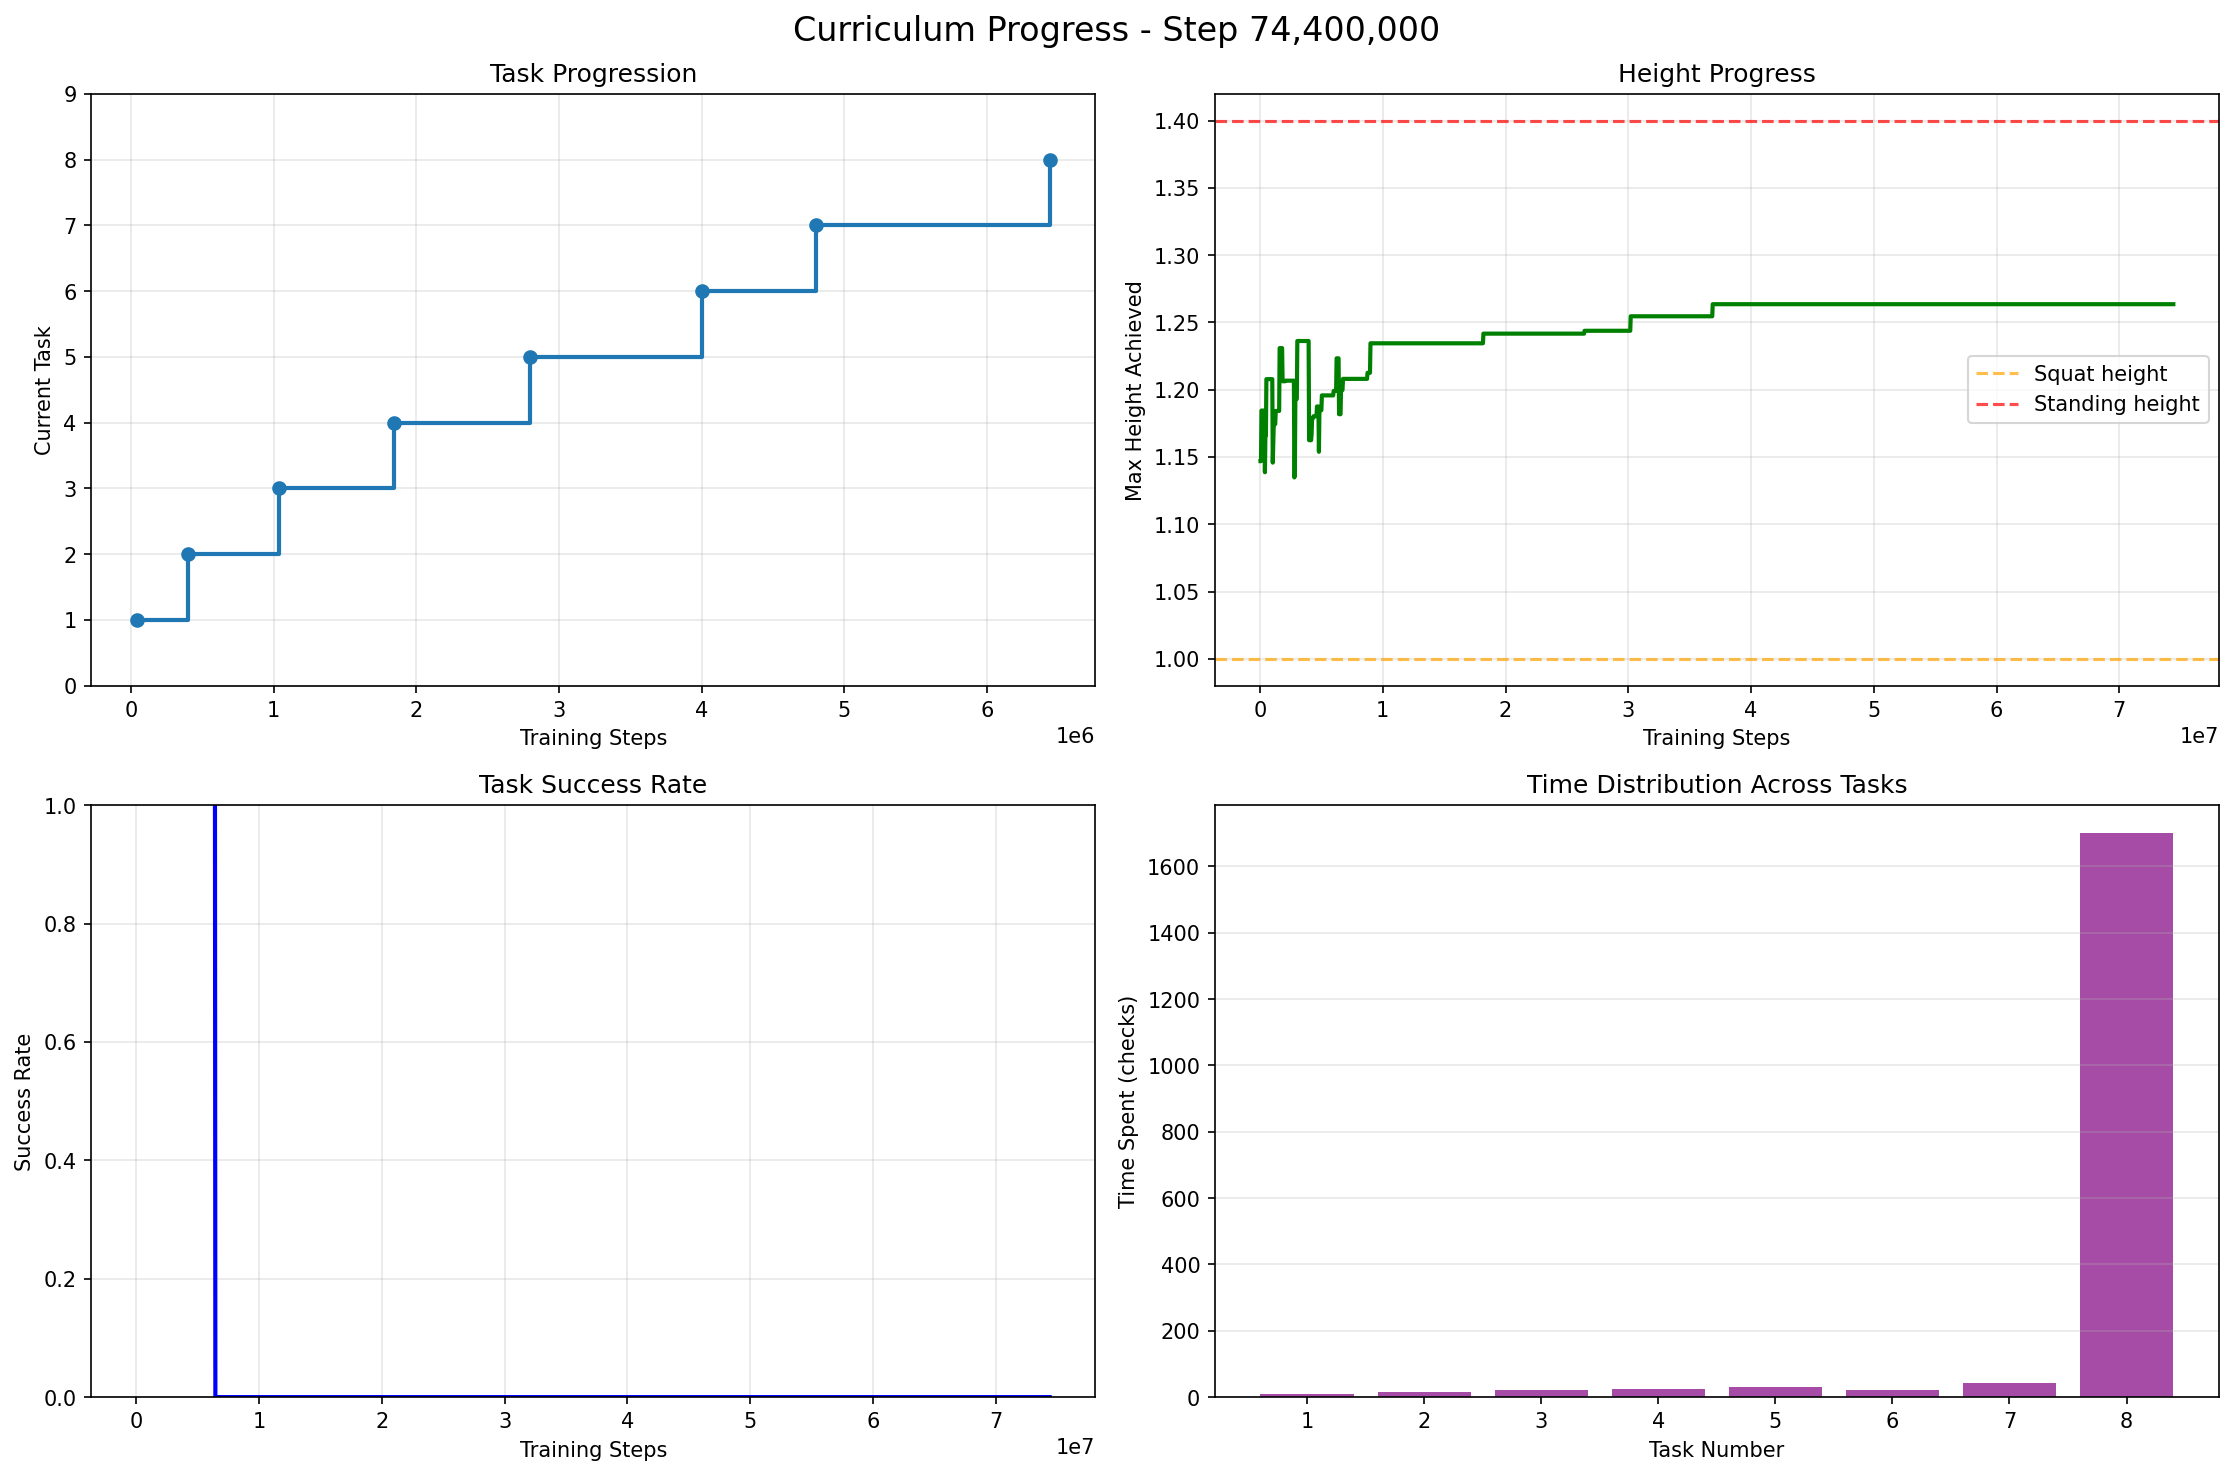 Curriculum Progress - Step 74,400,000
Task Progression
9
8
7
6
5
4
3
2
1
0
Current Task
0 1 2 3 4 5 6
1e6
Training Steps
Height Progress
1.40
1.35
1.30
1.25
1.20
1.15
1.10
1.05
1.00
Max Height Achieved
Squat height
Standing height
0 1 2 3 4 5 6 7
1e7
Training Steps
Task Success Rate
1.0
0.8
0.6
0.4
0.2
0.0
Success Rate
0 1 2 3 4 5 6 7
1e7
Training Steps
Time Distribution Across Tasks
1600
1400
1200
1000
800
600
400
200
0
Time Spent (checks)
1 2 3 4 5 6 7 8
Task Number